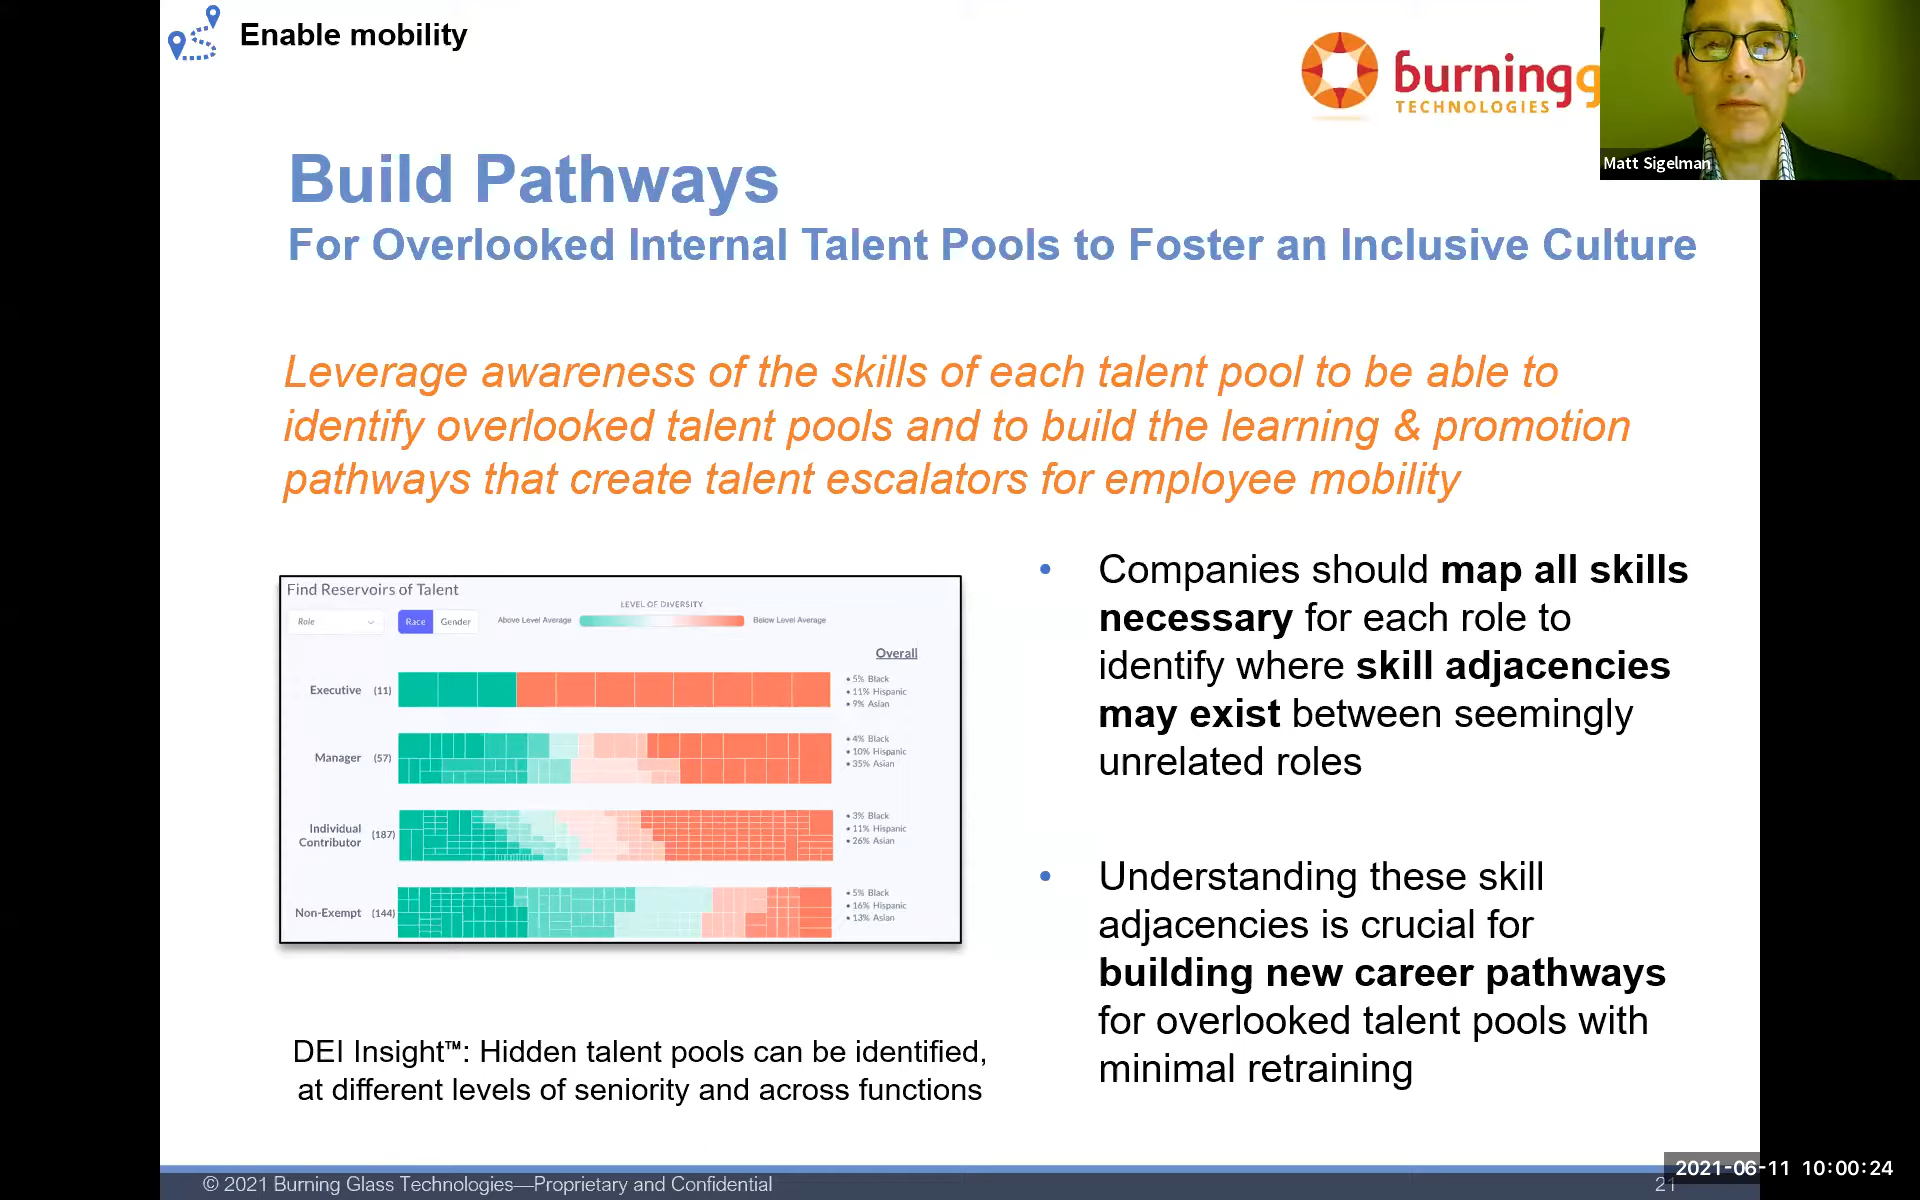 Enable mobility
burningg
TECHNOLOGIES
Matt Sigelman
Build Pathways
For Overlooked Internal Talent Pools to Foster an Inclusive Culture
Leverage awareness of the skills of each talent pool to be able to
identify overlooked talent pools and to build the learning & promotion
pathways that create talent escalators for employee mobility
Find Reservoirs of Talent
LEVEL OF DIVERSITY
Role
Race Gender
Above Level Average
Below Level Average
Overall
Executive (11)
• 5% Black
• 11% Hispanic
• 9% Asian
Manager (57)
• 4% Black
• 10% Hispanic
• 35% Asian
Individual
Contributor (187)
• 3% Black
• 11% Hispanic
• 26% Asian
Non-Exempt (144)
• 5% Black
• 16% Hispanic
• 13% Asian
DEI Insight™: Hidden talent pools can be identified,
at different levels of seniority and across functions
• Companies should map all skills
necessary for each role to
identify where skill adjacencies
may exist between seemingly
unrelated roles
• Understanding these skill
adjacencies is crucial for
building new career pathways
for overlooked talent pools with
minimal retraining
© 2021 Burning Glass Technologies—Proprietary and Confidential
21
2021-06-11 10:00:24